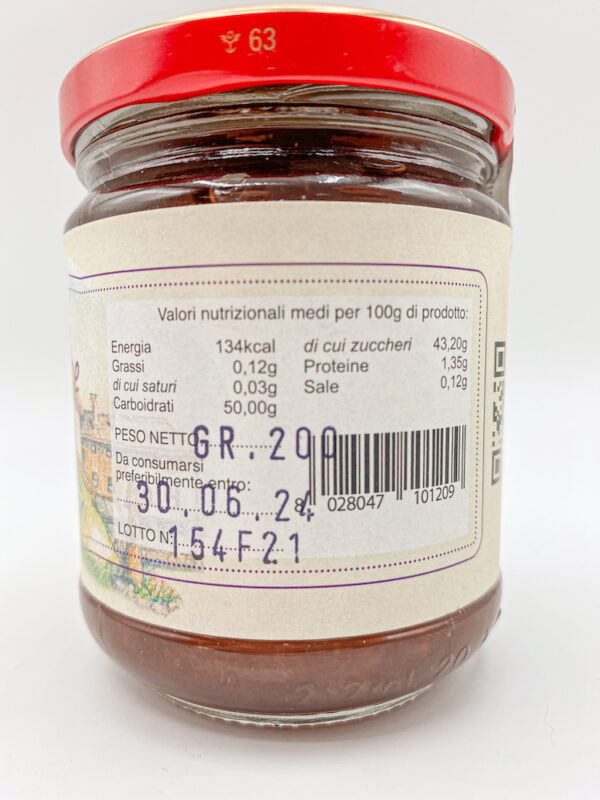 63
Valori nutrizionali medi per 100g di prodotto:
Energia 134kcal di cui zuccheri 43,20g
Grassi 0,12g Proteine 1,35g
di cui saturi 0,03g Sale 0,12g
Carboidrati 50,00g
PESO NETTO GR.200
Da consumarsi
preferibilmente entro:
30.06.24
8 028047 101209
LOTTO N. 154F21